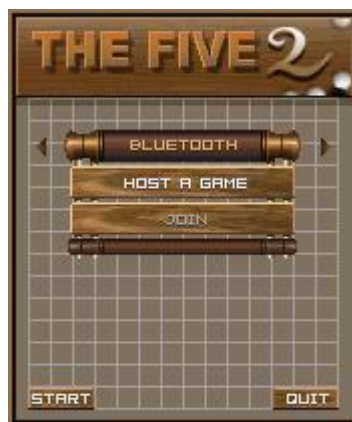 THE FIVE 2
BLUETOOTH
HOST A GAME
JOIN
START QUIT